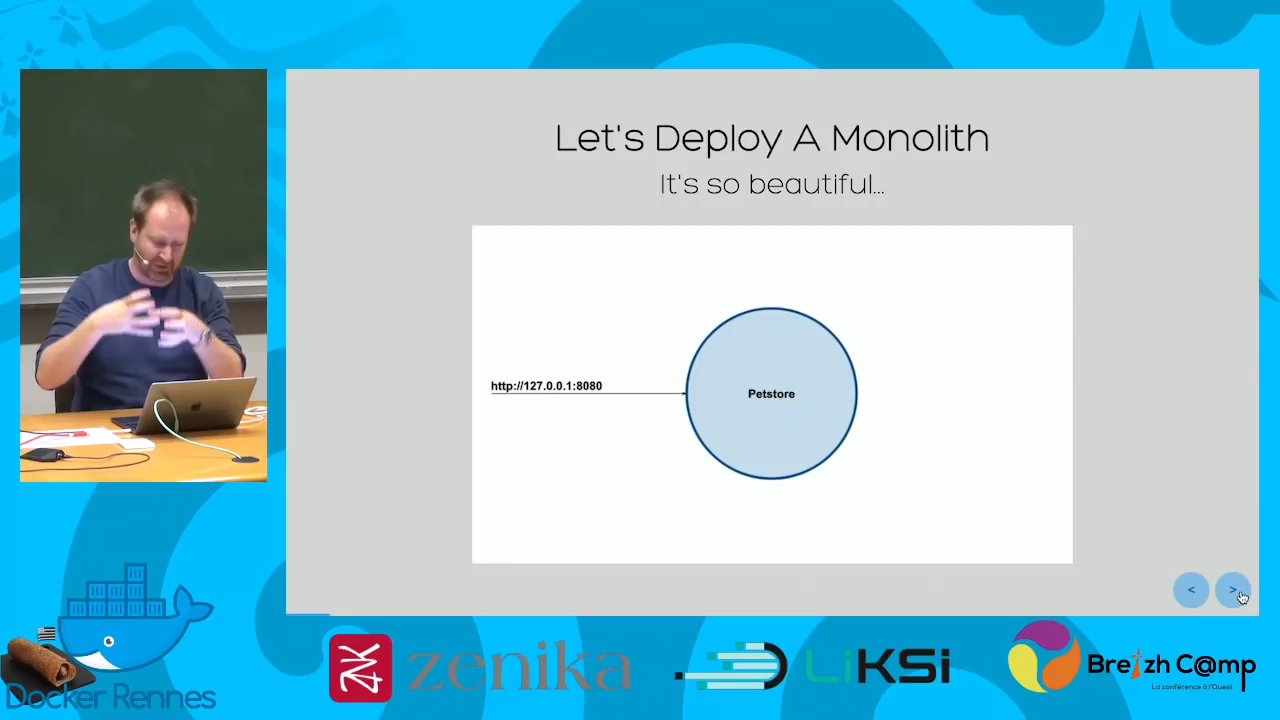 Let's Deploy A Monolith
It's so beautiful...
http://127.0.0.1:8080
Petstore
<
>
Docker Rennes
ZNK
zenika
LiKSi
Breizh C@mp
La conférence à l'Ouest